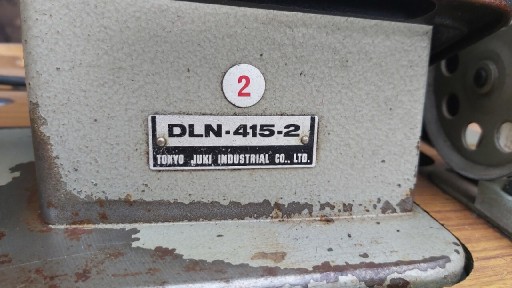 2
DLN-415-2
TOKYO JUKI INDUSTRIAL CO., LTD.